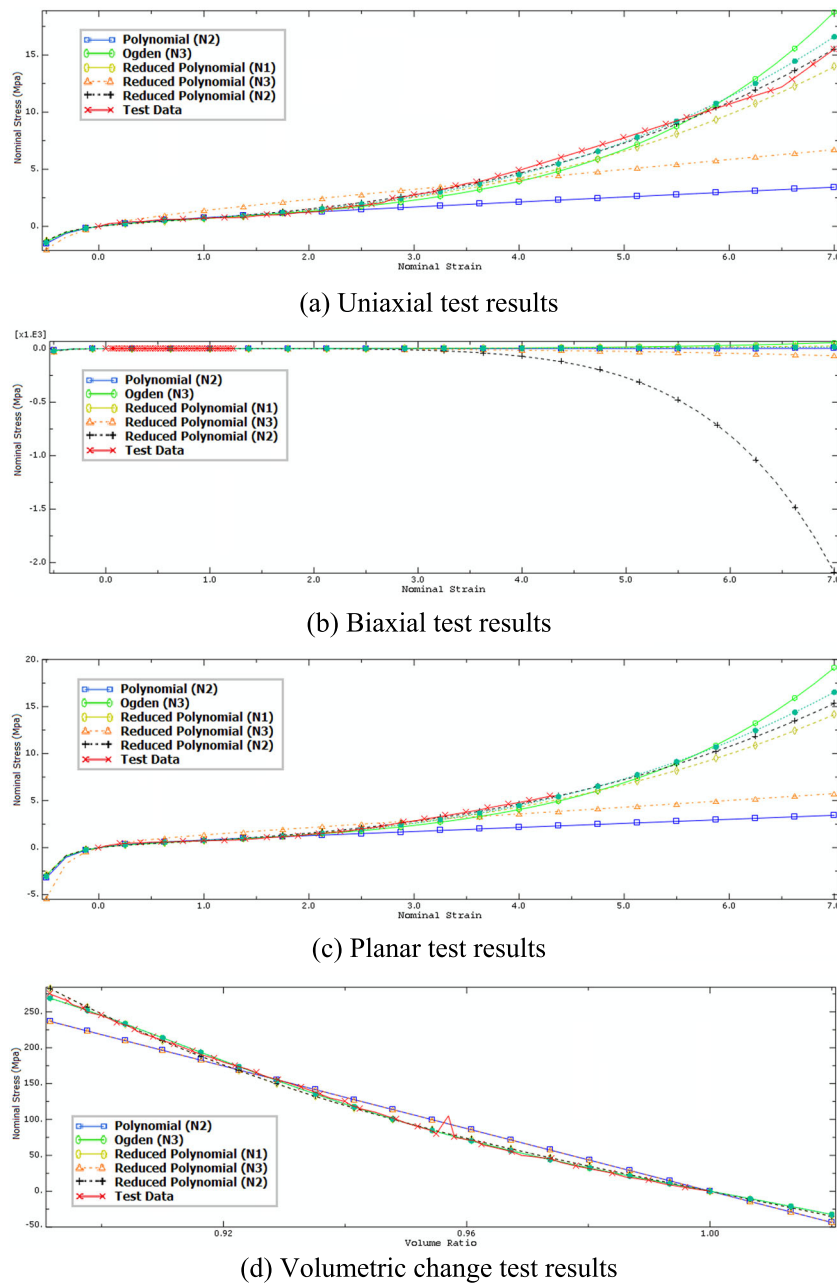 Nominal Stress (Mpa)
15.
10.
5.
0.
Polynomial (N2)
Ogden (N3)
Reduced Polynomial (N1)
Reduced Polynomial (N3)
Reduced Polynomial (N2)
Test Data
0.0 1.0 2.0 3.0 4.0 5.0 6.0 7.0
Nominal Strain
(a) Uniaxial test results
[x1.E3]
Nominal Stress (Mpa)
0.0
-0.5
-1.0
-1.5
-2.0
Polynomial (N2)
Ogden (N3)
Reduced Polynomial (N1)
Reduced Polynomial (N3)
Reduced Polynomial (N2)
Test Data
0.0 1.0 2.0 3.0 4.0 5.0 6.0 7.0
Nominal Strain
(b) Biaxial test results
Nominal Stress (Mpa)
20.
15.
10.
5.
0.
-5.
Polynomial (N2)
Ogden (N3)
Reduced Polynomial (N1)
Reduced Polynomial (N3)
Reduced Polynomial (N2)
Test Data
0.0 1.0 2.0 3.0 4.0 5.0 6.0 7.0
Nominal Strain
(c) Planar test results
Nominal Stress (Mpa)
250.
200.
150.
100.
50.
0.
-50.
Polynomial (N2)
Ogden (N3)
Reduced Polynomial (N1)
Reduced Polynomial (N3)
Reduced Polynomial (N2)
Test Data
0.92 0.96 1.00
Volume Ratio
(d) Volumetric change test results